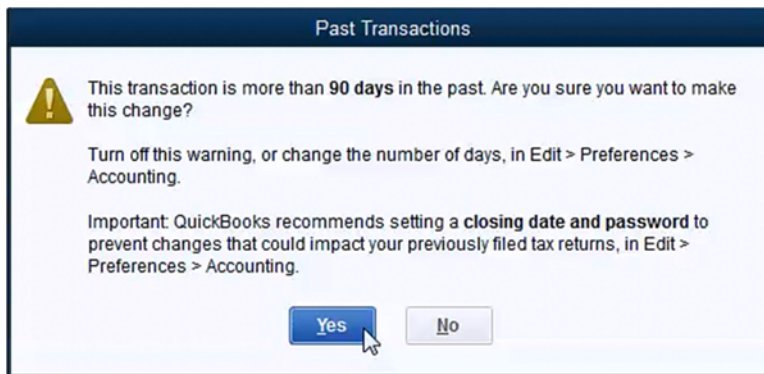 Past Transactions
This transaction is more than 90 days in the past. Are you sure you want to make
this change?
Turn off this warning, or change the number of days, in Edit > Preferences >
Accounting.
Important: QuickBooks recommends setting a closing date and password to
prevent changes that could impact your previously filed tax returns, in Edit >
Preferences > Accounting.
Yes No